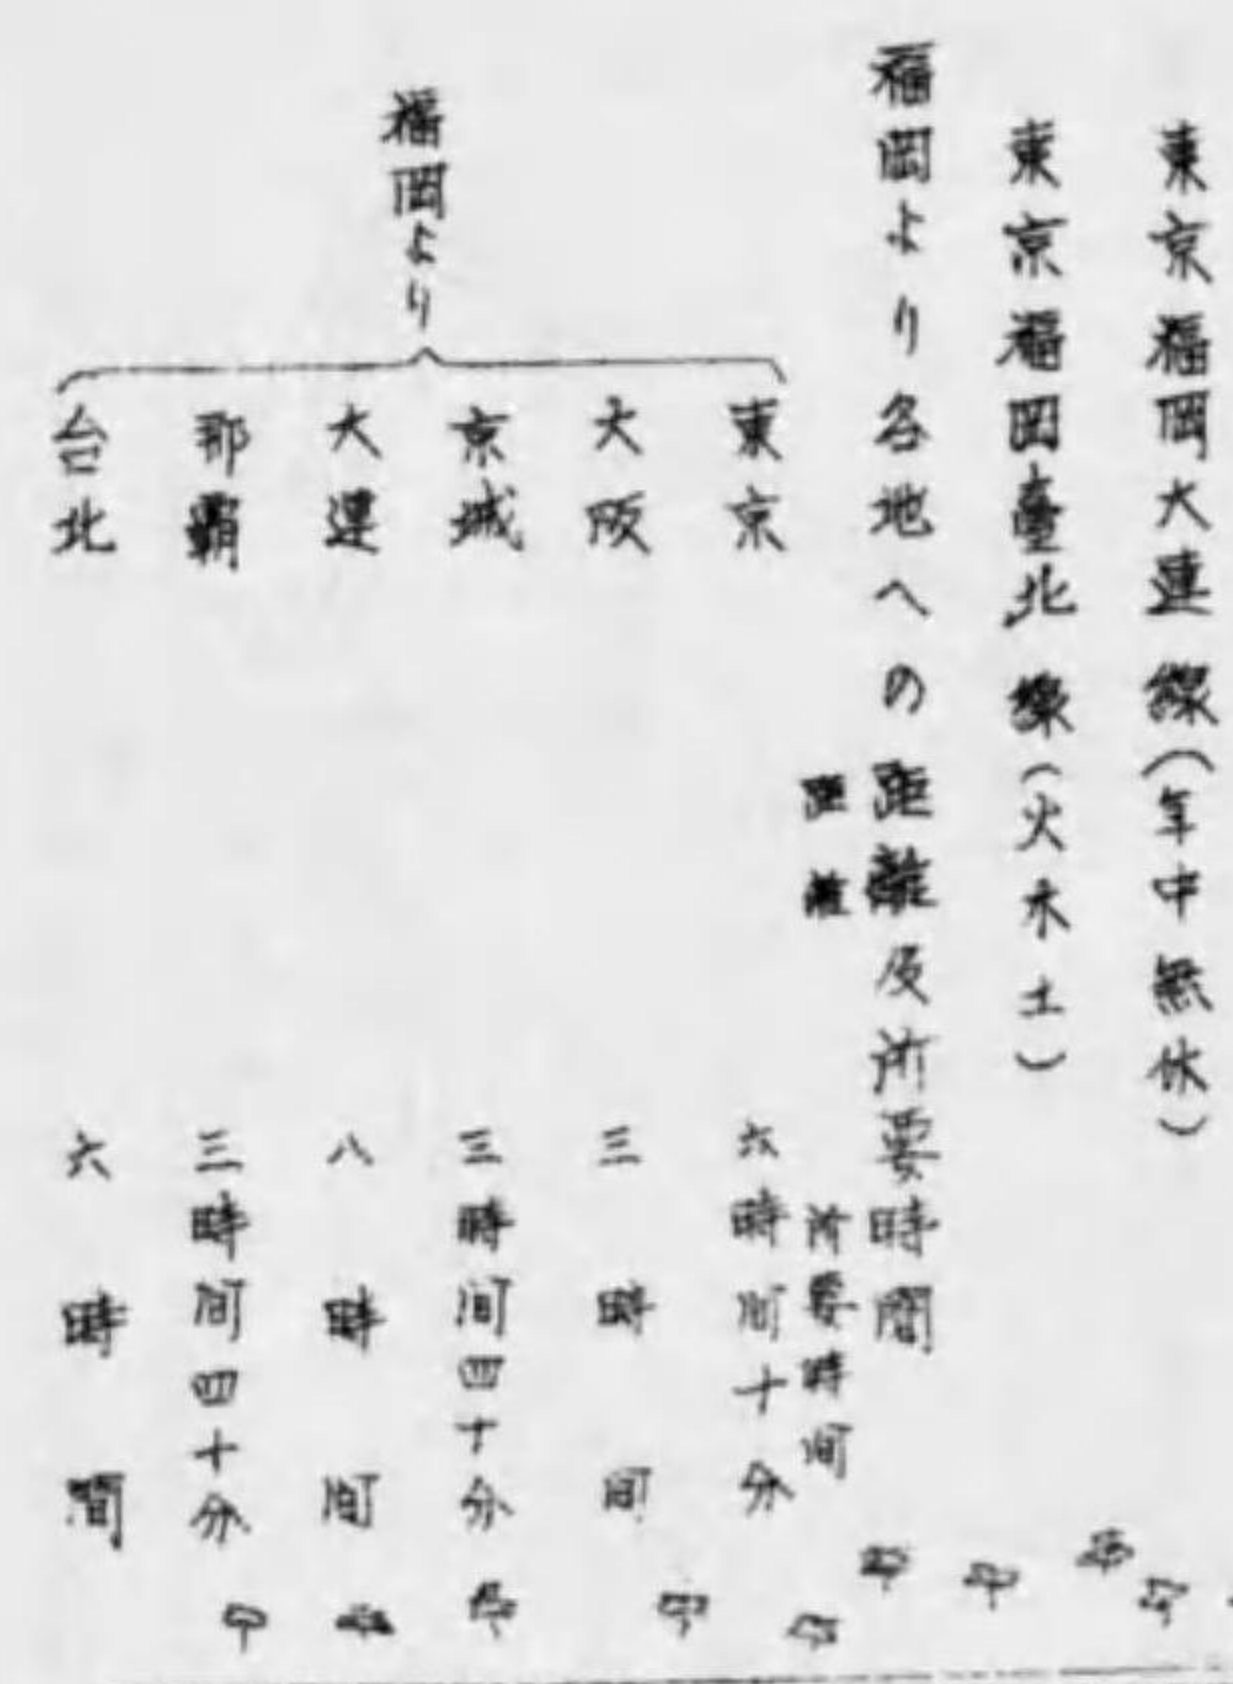 東京福岡大連線(年中無休)
東京福岡臺北線(火木土)
福岡より各地への距離及所要時間
距離 所要時間
福岡より
東京 六時間十分
大阪 三時間
京城 三時間四十分
大連 八時間
那覇 三時間四十分
台北 六時間